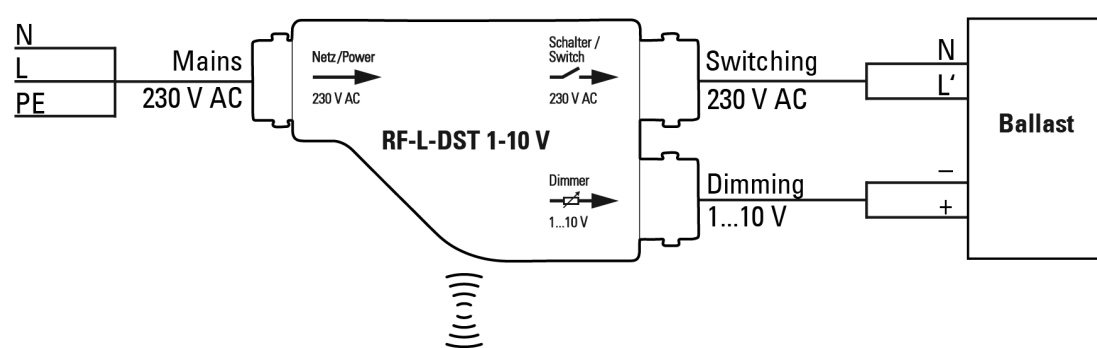 N
L
PE
Mains
230 V AC
Netz/Power
230 V AC
RF-L-DST 1-10 V
Schalter /
Switch
230 V AC
Dimmer
1...10 V
Switching
230 V AC
Dimming
1...10 V
N
L‘
–
+
Ballast